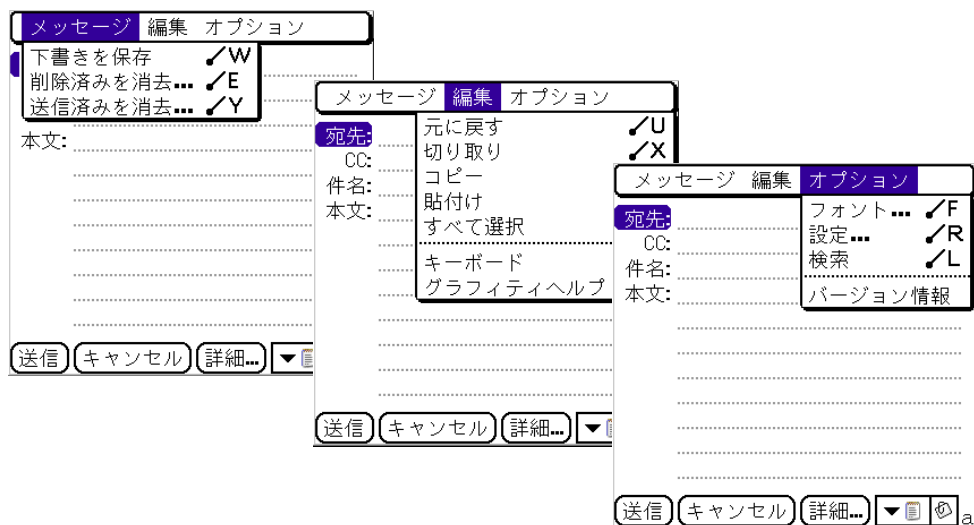 メッセージ 編集 オプション
下書きを保存 ⁄W
削除済みを消去... ⁄E
送信済みを消去... ⁄Y
本文:
送信 キャンセル 詳細...
メッセージ 編集 オプション
元に戻す ⁄U
切り取り ⁄X
コピー
貼付け
すべて選択
キーボード
グラフィティヘルプ
宛先:
CC:
件名:
本文:
送信 キャンセル 詳細...
メッセージ 編集 オプション
フォント... ⁄F
設定... ⁄R
検索 ⁄L
バージョン情報
宛先:
CC:
件名:
本文:
送信 キャンセル 詳細...
a